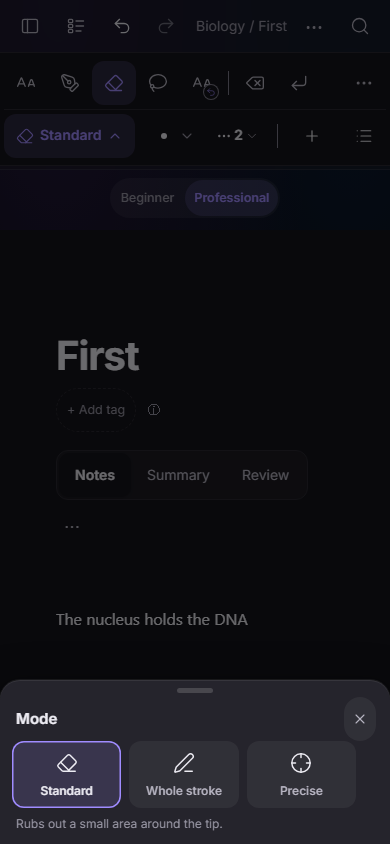 Biology / First
Standard
2
Beginner
Professional
First
+ Add tag
Notes
Summary
Review
The nucleus holds the DNA
Mode
Standard
Whole stroke
Precise
Rubs out a small area around the tip.